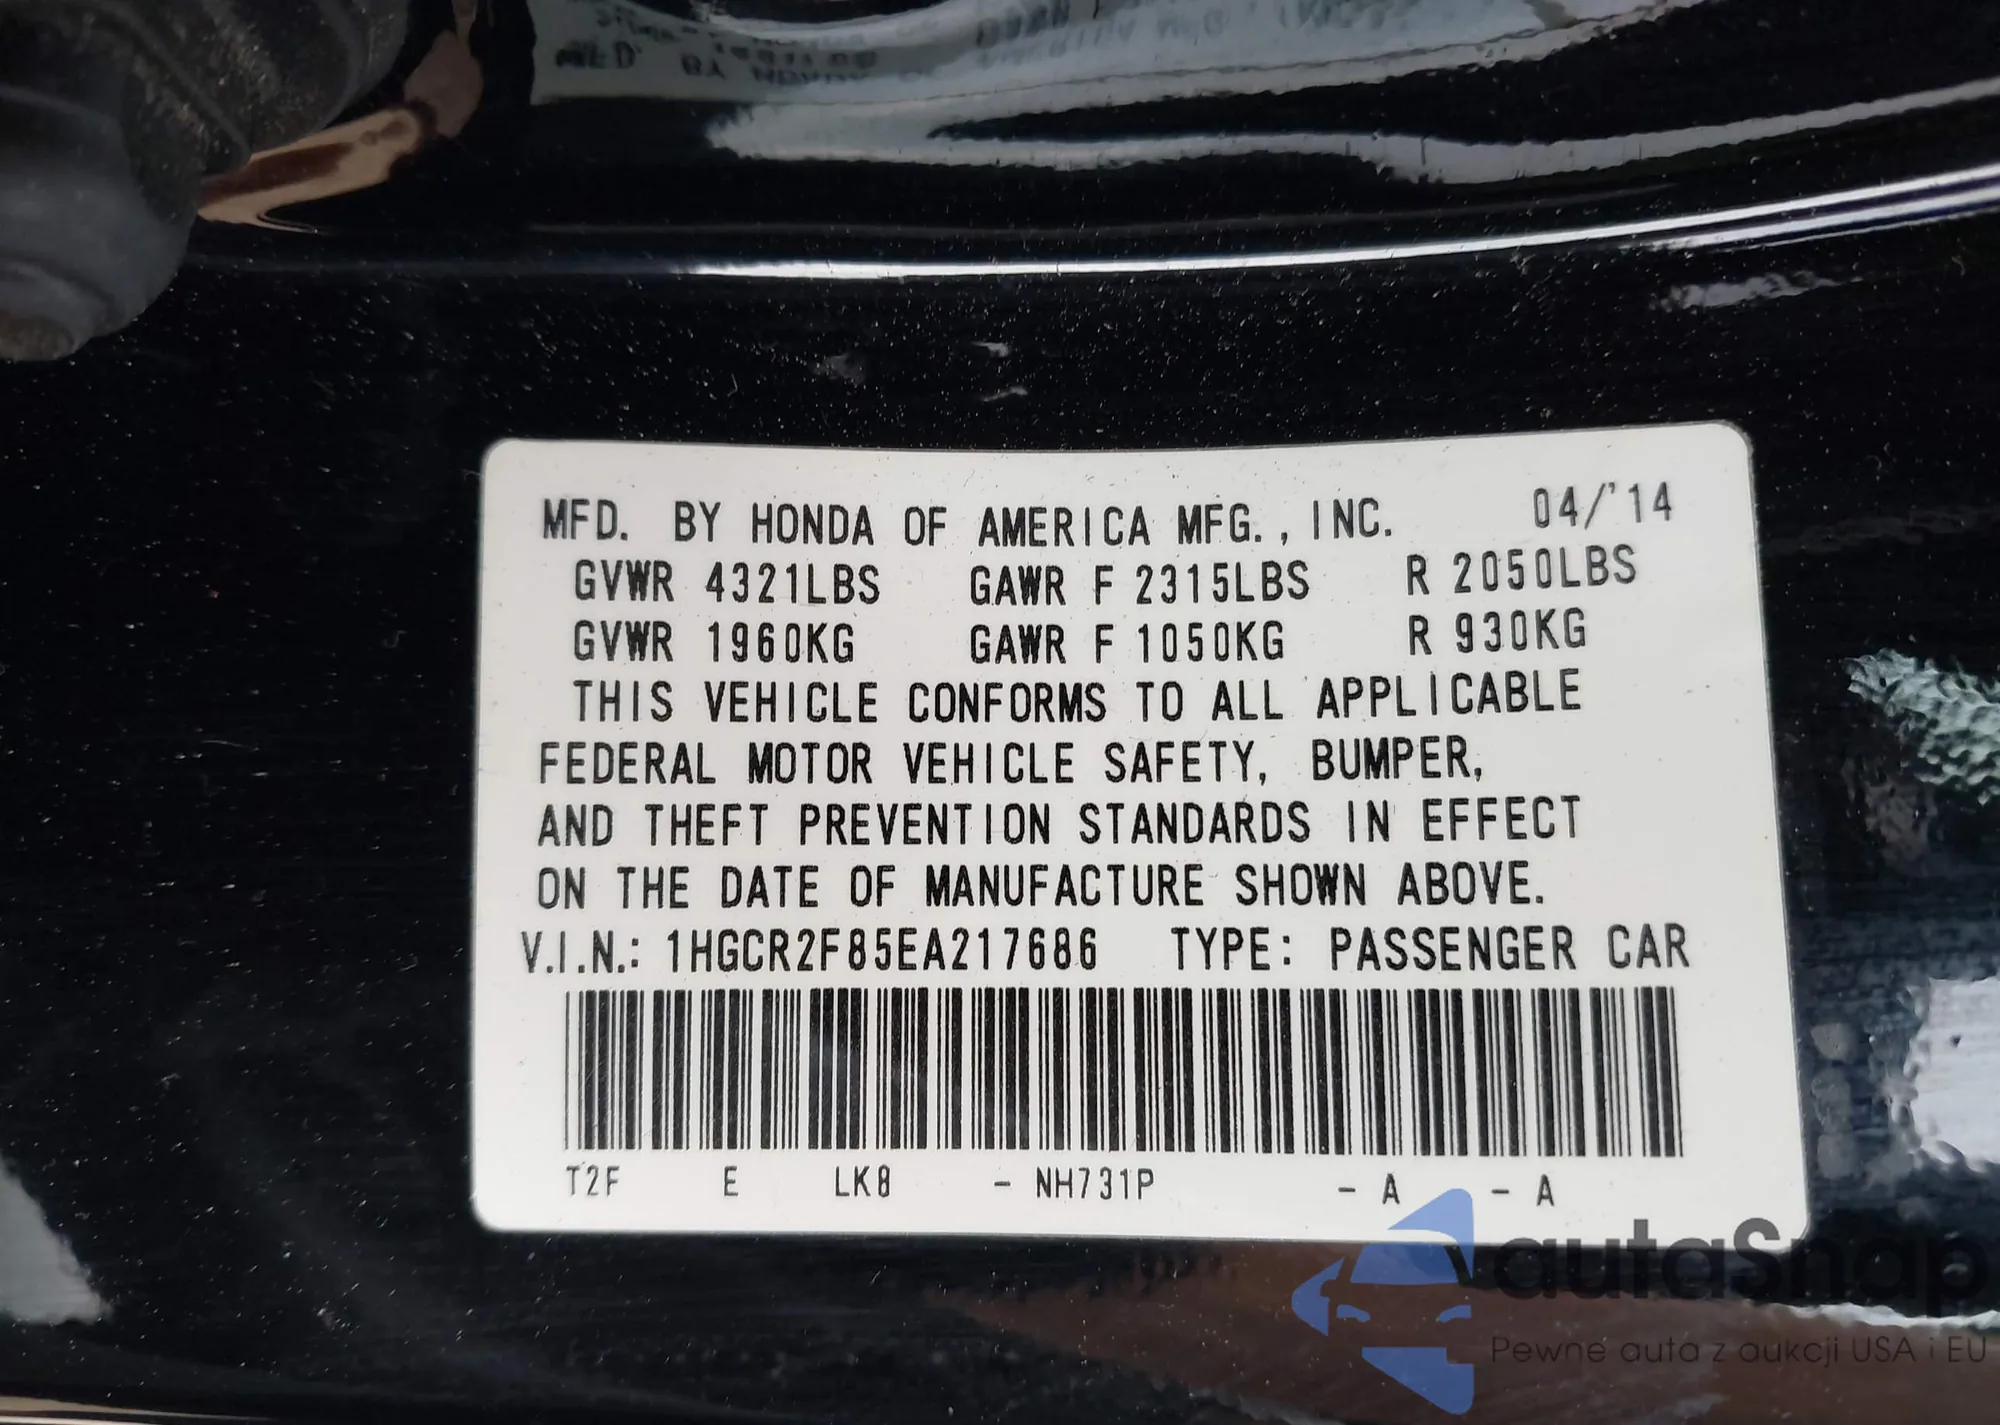 MFD. BY HONDA OF AMERICA MFG., INC. 04/'14
GVWR 4321LBS GAWR F 2315LBS R 2050LBS
GVWR 1960KG GAWR F 1050KG R 930KG
THIS VEHICLE CONFORMS TO ALL APPLICABLE
FEDERAL MOTOR VEHICLE SAFETY, BUMPER,
AND THEFT PREVENTION STANDARDS IN EFFECT
ON THE DATE OF MANUFACTURE SHOWN ABOVE.
V.I.N.: 1HGCR2F85EA217686 TYPE: PASSENGER CAR
T2F E LK8 - NH731P - A - A
autaSnap
Pewne auta z aukcji USA i EU